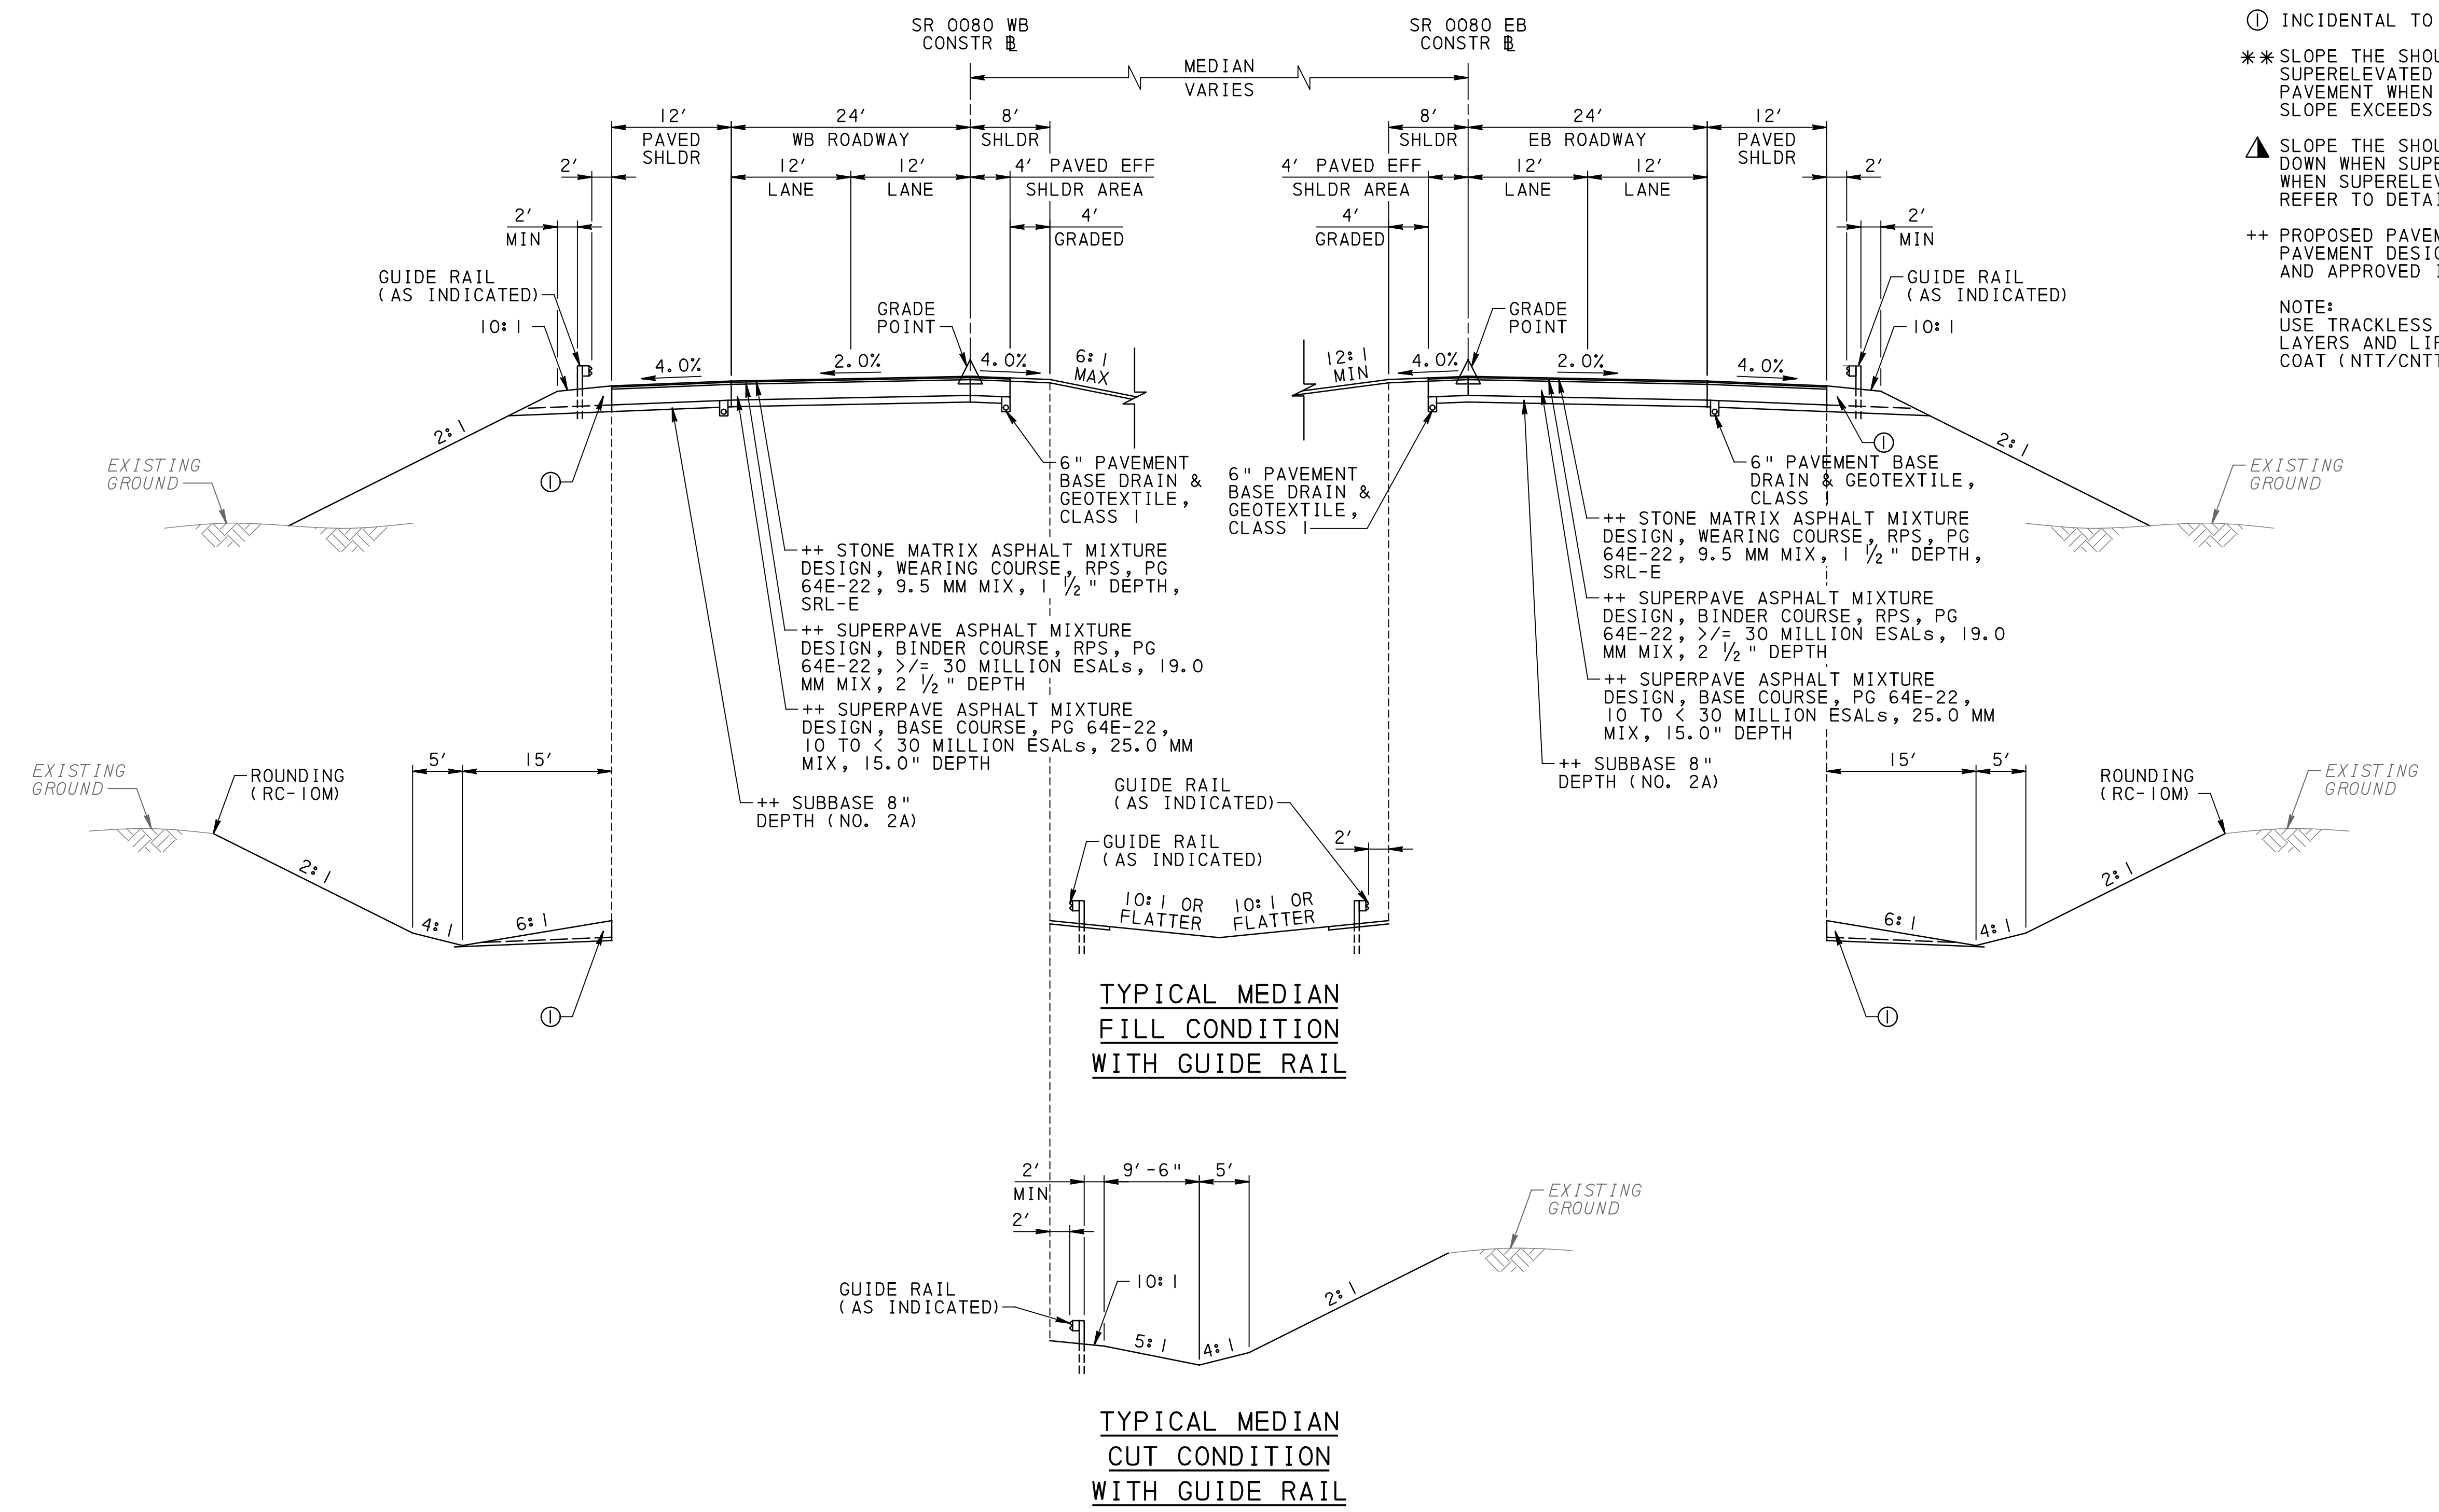 SR 0080 WB
CONSTR BL
SR 0080 EB
CONSTR BL
MEDIAN
VARIES
12'
PAVED
SHLDR
24'
WB ROADWAY
8'
SHLDR
2'
12'
LANE
12'
LANE
4' PAVED EFF
SHLDR AREA
2'
MIN
4'
GRADED
8'
SHLDR
24'
EB ROADWAY
12'
PAVED
SHLDR
4' PAVED EFF
SHLDR AREA
12'
LANE
12'
LANE
2'
4'
GRADED
2'
MIN
GUIDE RAIL
(AS INDICATED)
10:1
GRADE
POINT
4.0%
2.0%
4.0%
6:1
MAX
2:1
12:1
MIN
4.0%
GRADE
POINT
2.0%
4.0%
GUIDE RAIL
(AS INDICATED)
10:1
2:1
EXISTING
GROUND
1
6" PAVEMENT
BASE DRAIN &
GEOTEXTILE,
CLASS 1
6" PAVEMENT
BASE DRAIN &
GEOTEXTILE,
CLASS 1
1
6" PAVEMENT BASE
DRAIN & GEOTEXTILE,
CLASS 1
EXISTING
GROUND
++ STONE MATRIX ASPHALT MIXTURE
DESIGN, WEARING COURSE, RPS, PG
64E-22, 9.5 MM MIX, 1 1/2" DEPTH,
SRL-E
++ SUPERPAVE ASPHALT MIXTURE
DESIGN, BINDER COURSE, RPS, PG
64E-22, >/= 30 MILLION ESALs, 19.0
MM MIX, 2 1/2" DEPTH
++ SUPERPAVE ASPHALT MIXTURE
DESIGN, BASE COURSE, PG 64E-22,
10 TO < 30 MILLION ESALs, 25.0 MM
MIX, 15.0" DEPTH
++ SUBBASE 8"
DEPTH (NO. 2A)
++ STONE MATRIX ASPHALT MIXTURE
DESIGN, WEARING COURSE, RPS, PG
64E-22, 9.5 MM MIX, 1 1/2" DEPTH,
SRL-E
++ SUPERPAVE ASPHALT MIXTURE
DESIGN, BINDER COURSE, RPS, PG
64E-22, >/= 30 MILLION ESALs, 19.0
MM MIX, 2 1/2" DEPTH
++ SUPERPAVE ASPHALT MIXTURE
DESIGN, BASE COURSE, PG 64E-22,
10 TO < 30 MILLION ESALs, 25.0 MM
MIX, 15.0" DEPTH
++ SUBBASE 8"
DEPTH (NO. 2A)
EXISTING
GROUND
ROUNDING
(RC-10M)
5'
15'
2:1
4:1
6:1
1
GUIDE RAIL
(AS INDICATED)
GUIDE RAIL
(AS INDICATED)
2'
10:1 OR
FLATTER
10:1 OR
FLATTER
15'
5'
ROUNDING
(RC-10M)
EXISTING
GROUND
6:1
4:1
2:1
1
TYPICAL MEDIAN
FILL CONDITION
WITH GUIDE RAIL
2'
MIN
9'-6"
5'
2'
GUIDE RAIL
(AS INDICATED)
10:1
5:1
4:1
2:1
EXISTING
GROUND
TYPICAL MEDIAN
CUT CONDITION
WITH GUIDE RAIL
1 INCIDENTAL TO
** SLOPE THE SHOU
SUPERELEVATED
PAVEMENT WHEN
SLOPE EXCEEDS
SLOPE THE SHOU
DOWN WHEN SUPE
WHEN SUPERELEV
REFER TO DETAI
++ PROPOSED PAVEM
PAVEMENT DESIG
AND APPROVED
NOTE:
USE TRACKLESS
LAYERS AND LIF
COAT (NTT/CNTT